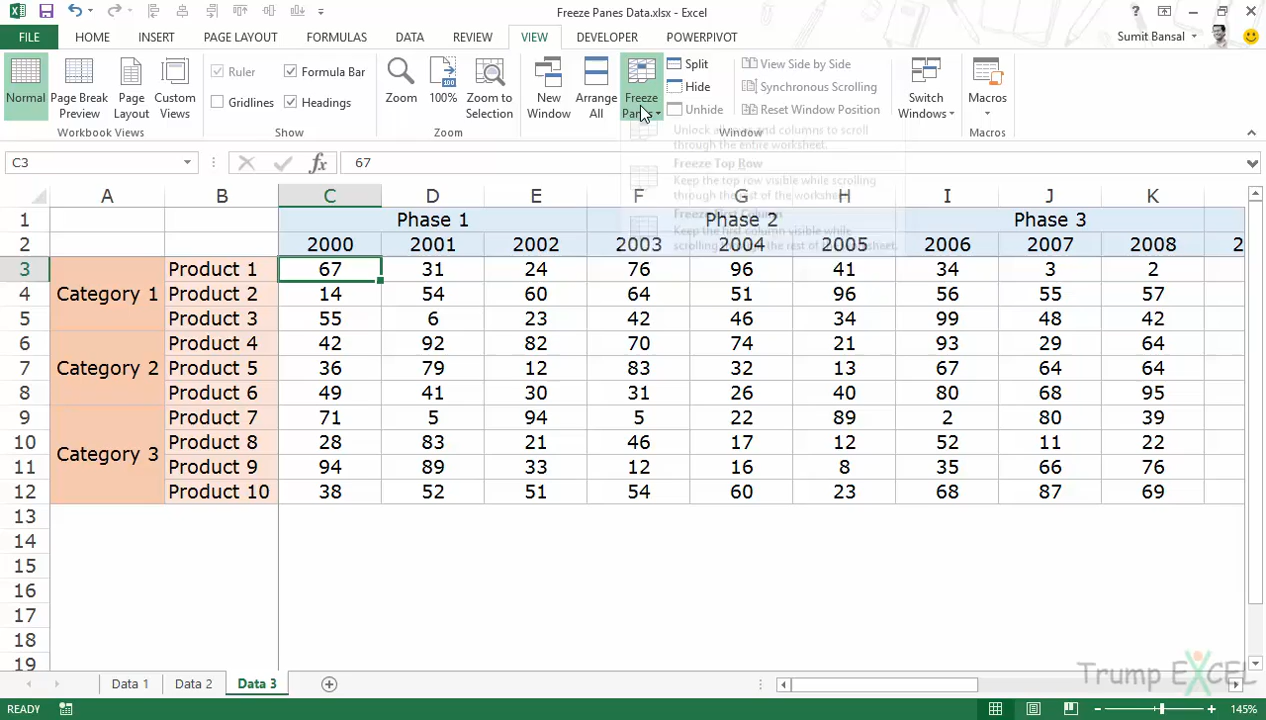 Freeze Panes Data.xlsx - Excel
FILE HOME INSERT PAGE LAYOUT FORMULAS DATA REVIEW VIEW DEVELOPER POWERPIVOT Sumit Bansal
Normal Page Break Preview Page Layout Custom Views Ruler Formula Bar Gridlines Headings Zoom 100% Zoom to Selection New Window Arrange All Freeze Panes Split Hide Unhide View Side by Side Synchronous Scrolling Reset Window Position Switch Windows Macros
Workbook Views Show Zoom Window Macros
Unlock all rows and columns to scroll
through the entire worksheet.
Freeze Top Row
Keep the top row visible while scrolling
through the rest of the worksheet.
Freeze First Column
Keep the first column visible while
scrolling through the rest of the worksheet.
C3 fx 67
A B C D E F G H I J K
1 Phase 1 Phase 2 Phase 3
2 2000 2001 2002 2003 2004 2005 2006 2007 2008 2
3 Product 1 67 31 24 76 96 41 34 3 2
4 Category 1 Product 2 14 54 60 64 51 96 56 55 57
5 Product 3 55 6 23 42 46 34 99 48 42
6 Product 4 42 92 82 70 74 21 93 29 64
7 Category 2 Product 5 36 79 12 83 32 13 67 64 64
8 Product 6 49 41 30 31 26 40 80 68 95
9 Product 7 71 5 94 5 22 89 2 80 39
10 Category 3 Product 8 28 83 21 46 17 12 52 11 22
11 Product 9 94 89 33 12 16 8 35 66 76
12 Product 10 38 52 51 54 60 23 68 87 69
13
14
15
16
17
18
19
Trump EXCEL
Data 1 Data 2 Data 3
READY 145%